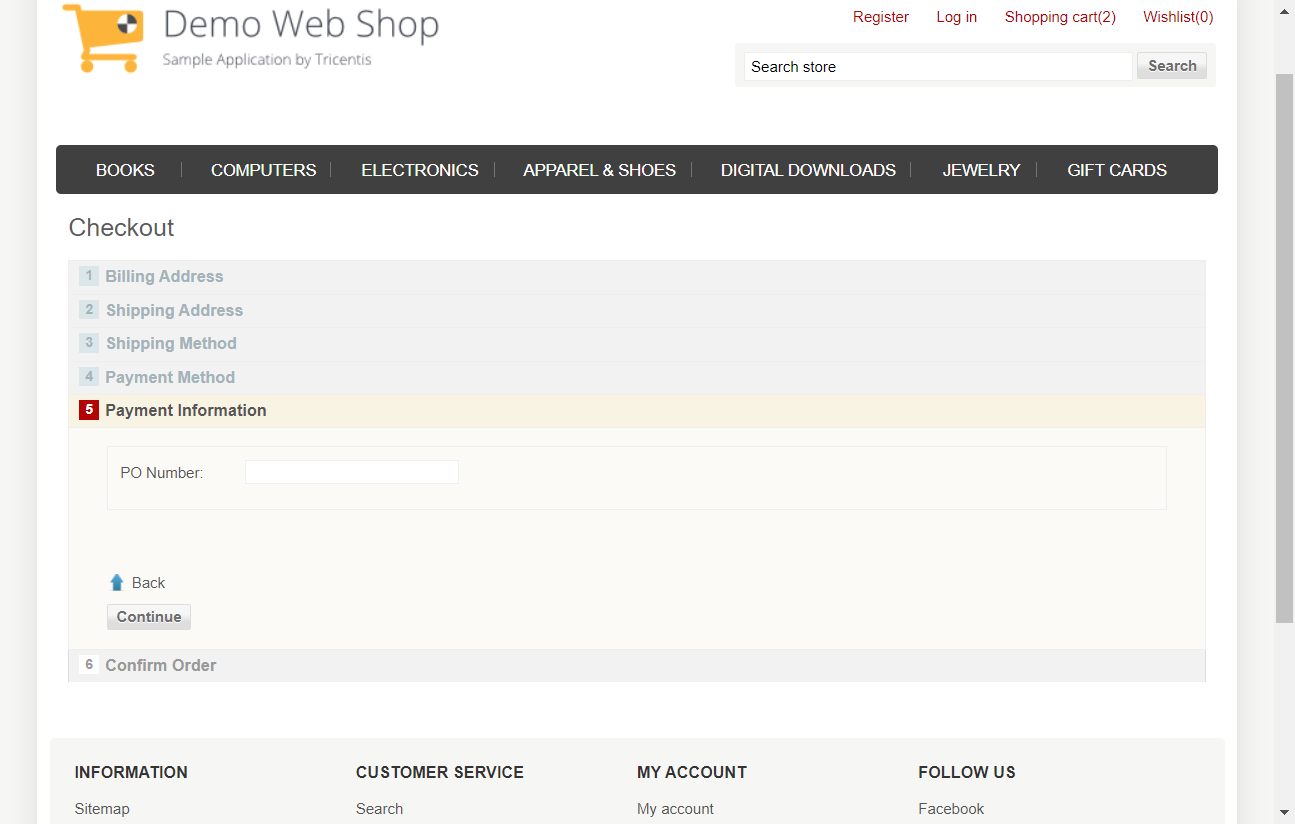 Demo Web Shop
Sample Application by Tricentis
Register Log in Shopping cart(2) Wishlist(0)
Search store Search
BOOKS COMPUTERS ELECTRONICS APPAREL & SHOES DIGITAL DOWNLOADS JEWELRY GIFT CARDS
Checkout
1 Billing Address
2 Shipping Address
3 Shipping Method
4 Payment Method
5 Payment Information
PO Number:
Back
Continue
6 Confirm Order
INFORMATION CUSTOMER SERVICE MY ACCOUNT FOLLOW US
Sitemap Search My account Facebook